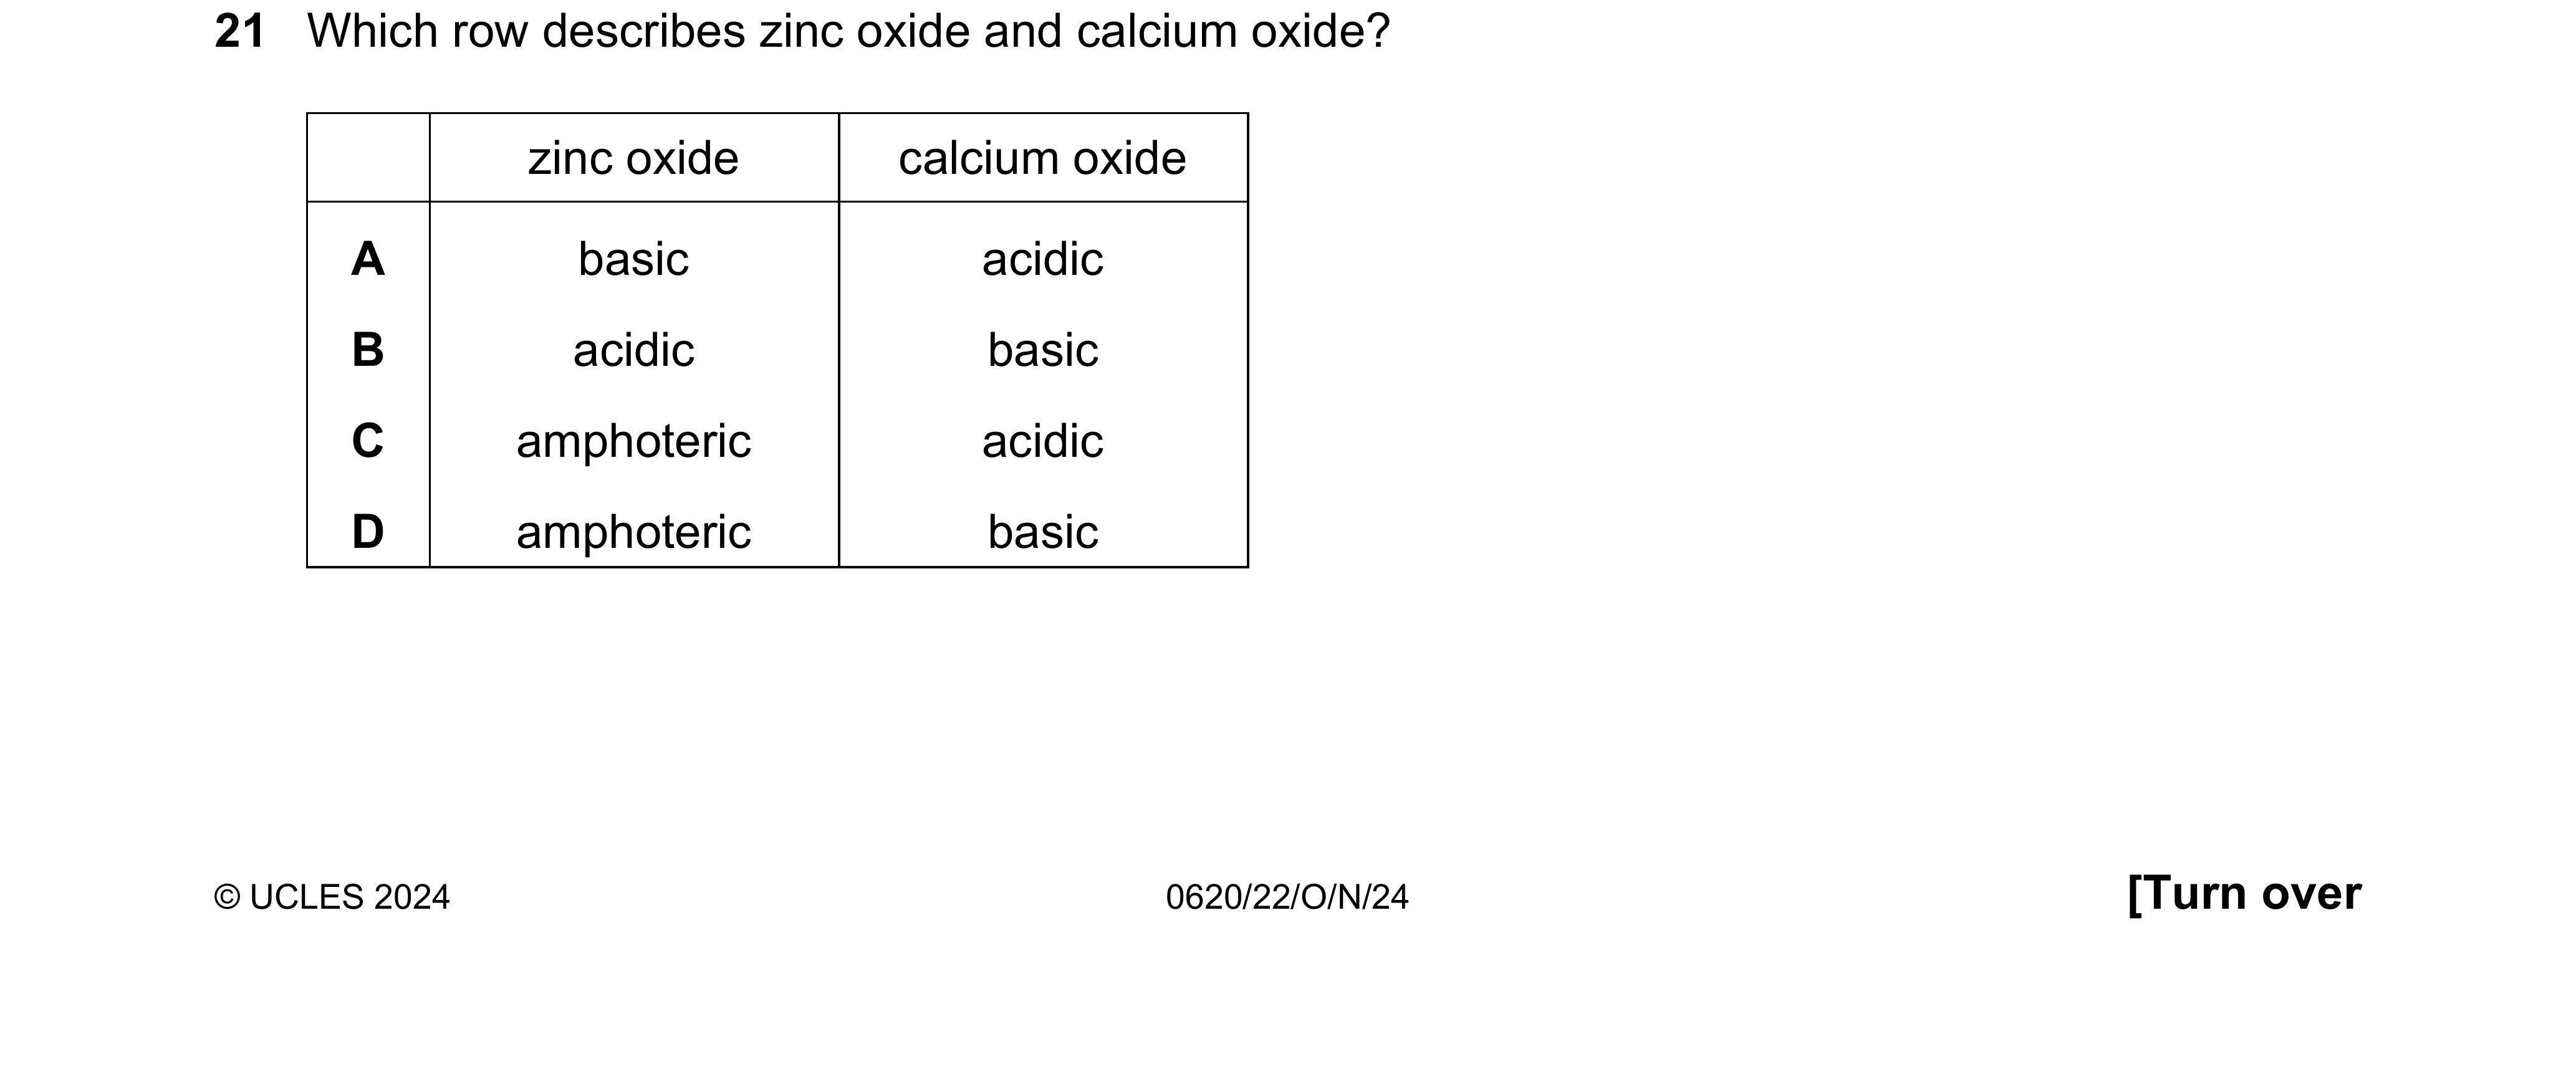 21 Which row describes zinc oxide and calcium oxide?
zinc oxide calcium oxide
A basic acidic
B acidic basic
C amphoteric acidic
D amphoteric basic
© UCLES 2024 0620/22/O/N/24 [Turn over